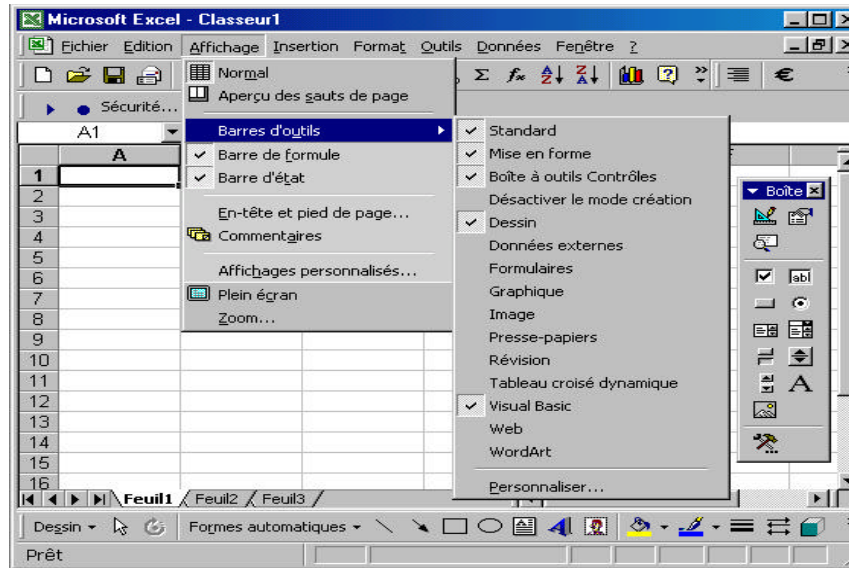 Microsoft Excel - Classeur1
Fichier Edition Affichage Insertion Format Outils Données Fenêtre ?
Sécurité...
A1
Normal
Aperçu des sauts de page
Barres d'outils
Barre de formule
Barre d'état
En-tête et pied de page...
Commentaires
Affichages personnalisés...
Plein écran
Zoom...
Standard
Mise en forme
Boîte à outils Contrôles
Désactiver le mode création
Dessin
Données externes
Formulaires
Graphique
Image
Presse-papiers
Révision
Tableau croisé dynamique
Visual Basic
Web
WordArt
Personnaliser...
Boîte
abl
A
A
1
2
3
4
5
6
7
8
9
10
11
12
13
14
15
16
Feuil1 Feuil2 Feuil3
Dessin Formes automatiques
Prêt